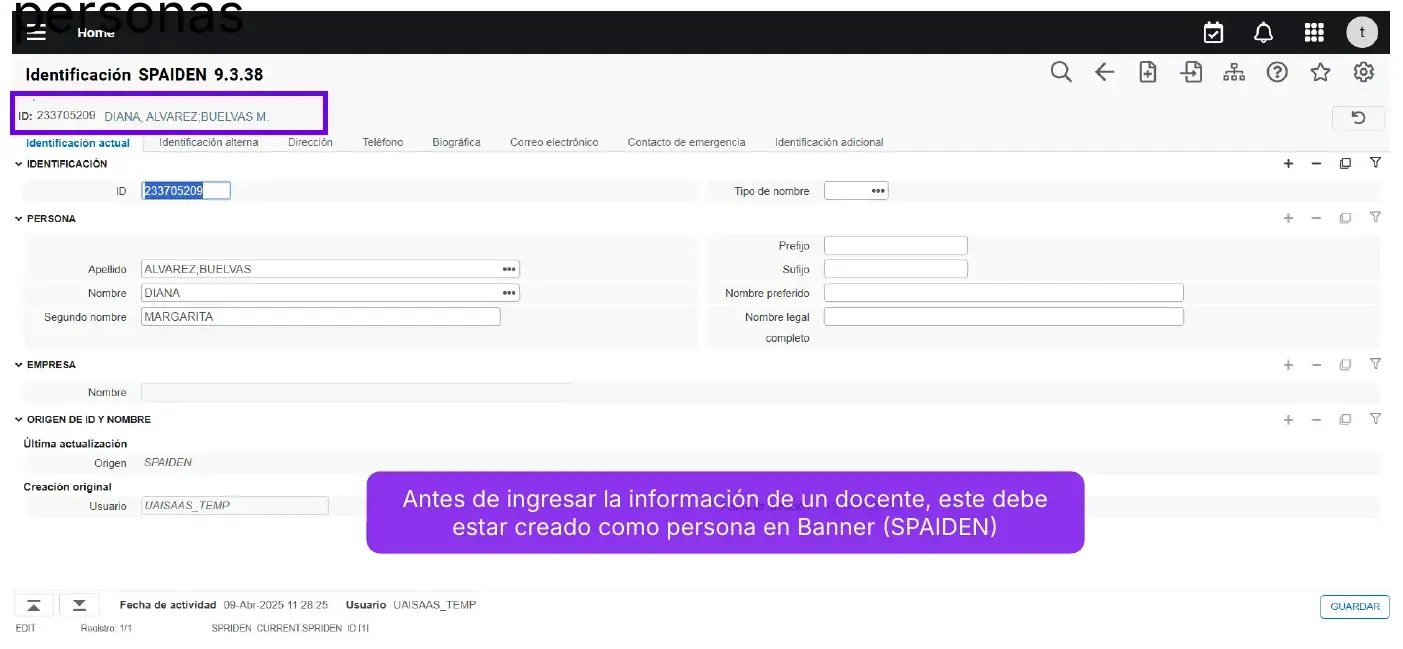 personas
Home
t
Identificación SPAIDEN 9.3.38
ID: 233705209 DIANA, ALVAREZ;BUELVAS M.
Identificación actual Identificación alterna Dirección Teléfono Biográfica Correo electrónico Contacto de emergencia Identificación adicional
IDENTIFICACIÓN
ID 233705209 Tipo de nombre
PERSONA
Prefijo
Apellido ALVAREZ;BUELVAS Sufijo
Nombre DIANA Nombre preferido
Segundo nombre MARGARITA Nombre legal
completo
EMPRESA
Nombre
ORIGEN DE ID Y NOMBRE
Última actualización
Origen SPAIDEN
Creación original
Usuario UAISAAS_TEMP
Antes de ingresar la información de un docente, este debe
estar creado como persona en Banner (SPAIDEN)
Fecha de actividad 09-Abr-2025 11:28:25 Usuario UAISAAS_TEMP
GUARDAR
EDIT Registro: 1/1 SPRIDEN_CURRENT.SPRIDEN_ID [1]